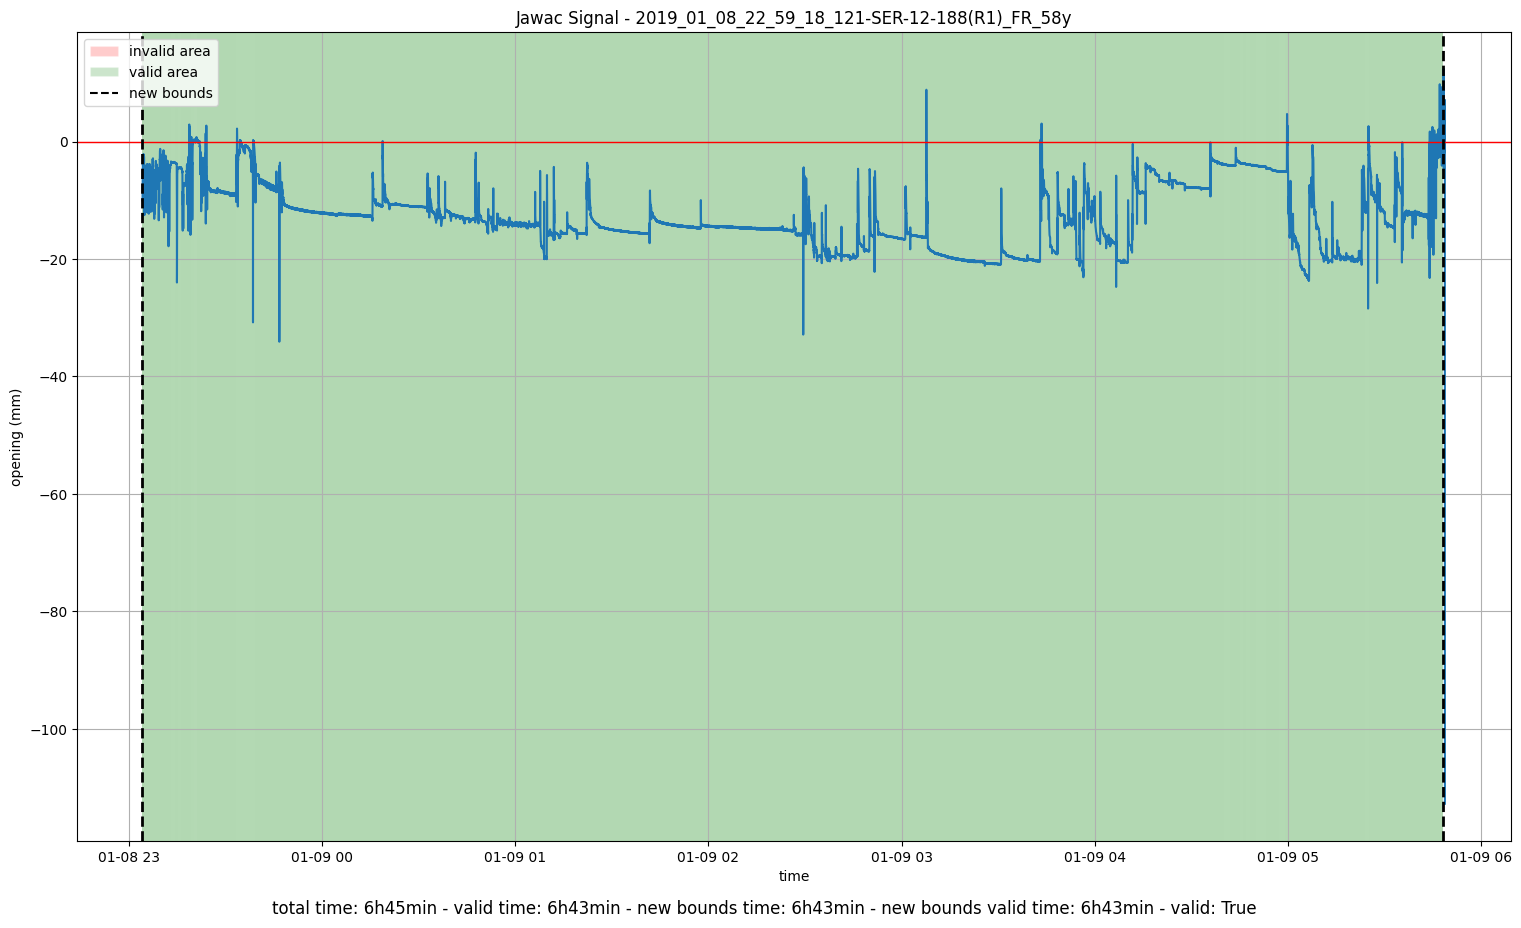 Jawac Signal - 2019_01_08_22_59_18_121-SER-12-188(R1)_FR_58y
invalid area
valid area
new bounds
opening (mm)
0
−20
−40
−60
−80
−100
01-08 23
01-09 00
01-09 01
01-09 02
01-09 03
01-09 04
01-09 05
01-09 06
time
total time: 6h45min - valid time: 6h43min - new bounds time: 6h43min - new bounds valid time: 6h43min - valid: True